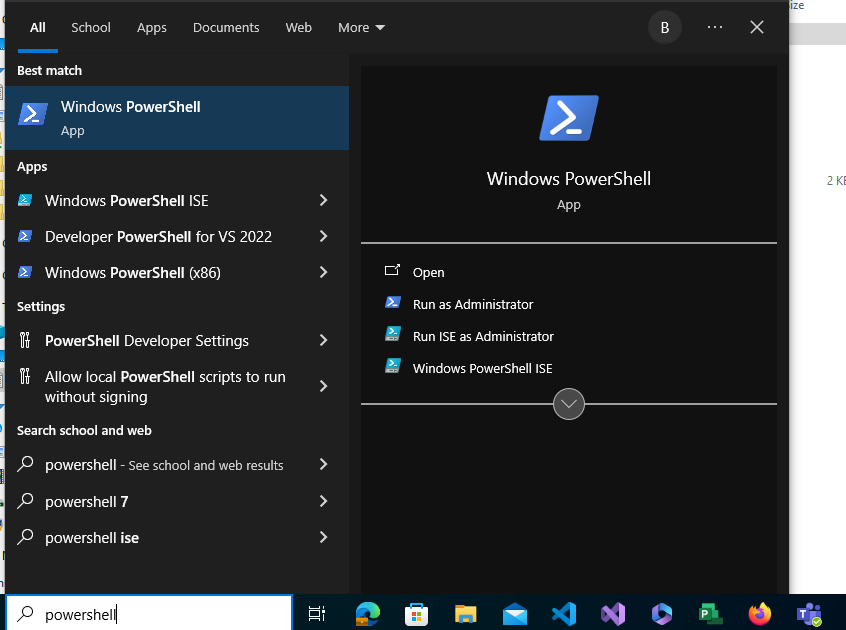 All School Apps Documents Web More B ... 
Best match
Windows PowerShell
App
Apps
Windows PowerShell ISE
Developer PowerShell for VS 2022
Windows PowerShell (x86)
Settings
PowerShell Developer Settings
Allow local PowerShell scripts to run
without signing
Search school and web
powershell - See school and web results
powershell 7
powershell ise
powershell
Windows PowerShell
App
Open
Run as Administrator
Run ISE as Administrator
Windows PowerShell ISE